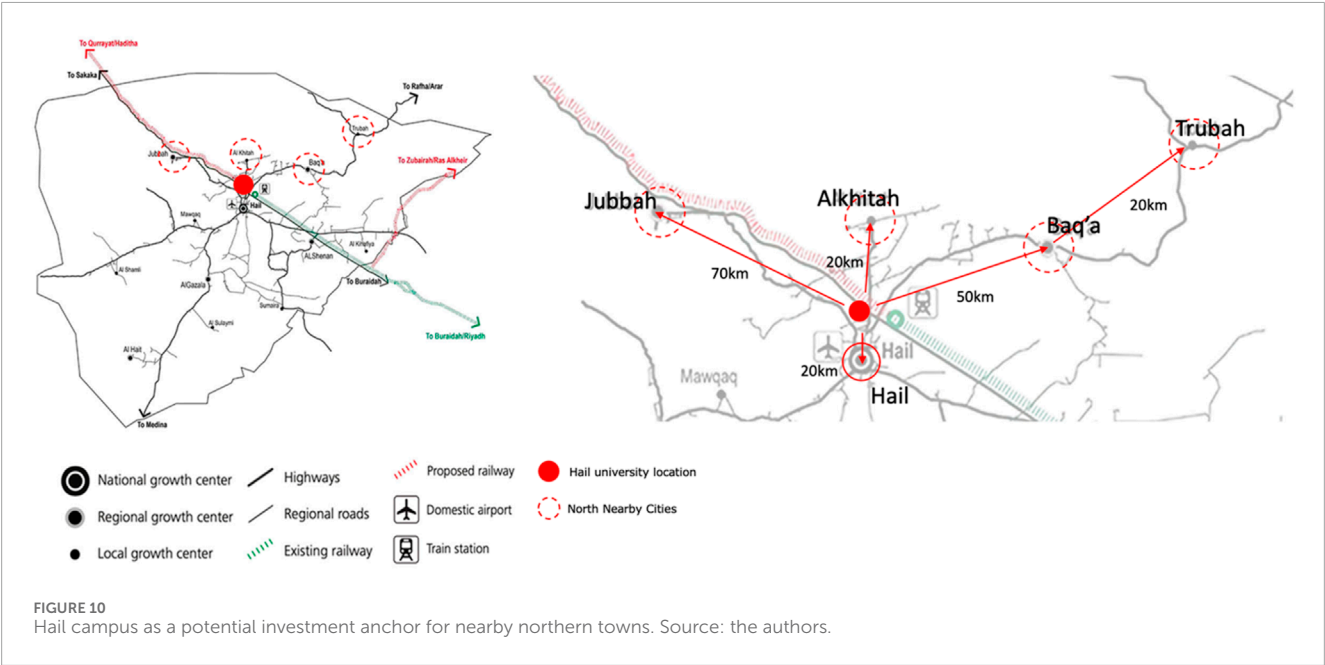 To Qurrayat/Haditha
To Sakaka
To Rafha/Arar
Trubah
Jubbah
Al Khitah
Baq'a
To Zubairah/Ras Alkheir
Hail
Mawqaq
Al Khafiya
ALShenan
Al Shamli
AlGazala
To Buraidah
Sumaira
Al Sulaymi
To Buraidah/Riyadh
Al Hait
To Medina
Trubah
Jubbah
Alkhitah
20km
Baq'a
20km
70km
50km
Hail
20km
Mawqaq
Hail
National growth center
Highways
Proposed railway
Hail university location
Regional growth center
Regional roads
Domestic airport
North Nearby Cities
Local growth center
Existing railway
Train station
FIGURE 10
Hail campus as a potential investment anchor for nearby northern towns. Source: the authors.